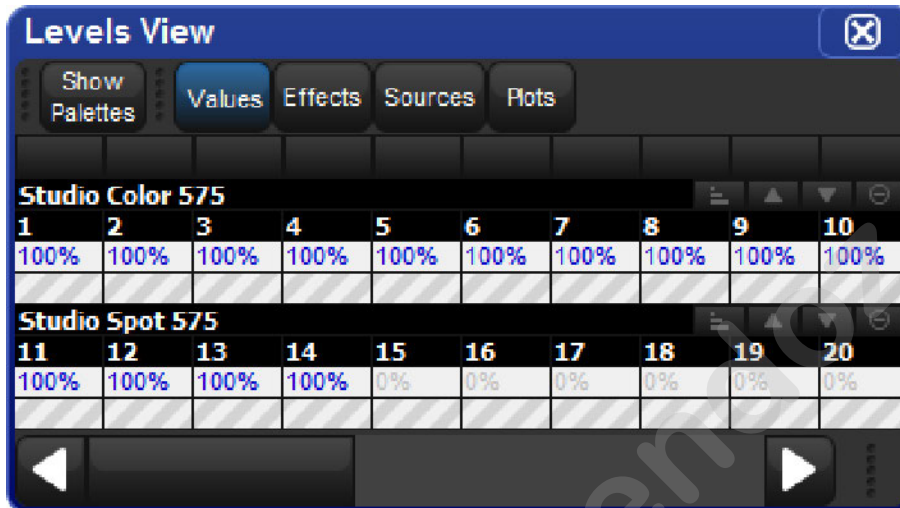 Levels View
Show Palettes Values Effects Sources Plots
Studio Color 575
1 2 3 4 5 6 7 8 9 10
100% 100% 100% 100% 100% 100% 100% 100% 100% 100%
Studio Spot 575
11 12 13 14 15 16 17 18 19 20
100% 100% 100% 100% 0% 0% 0% 0% 0% 0%